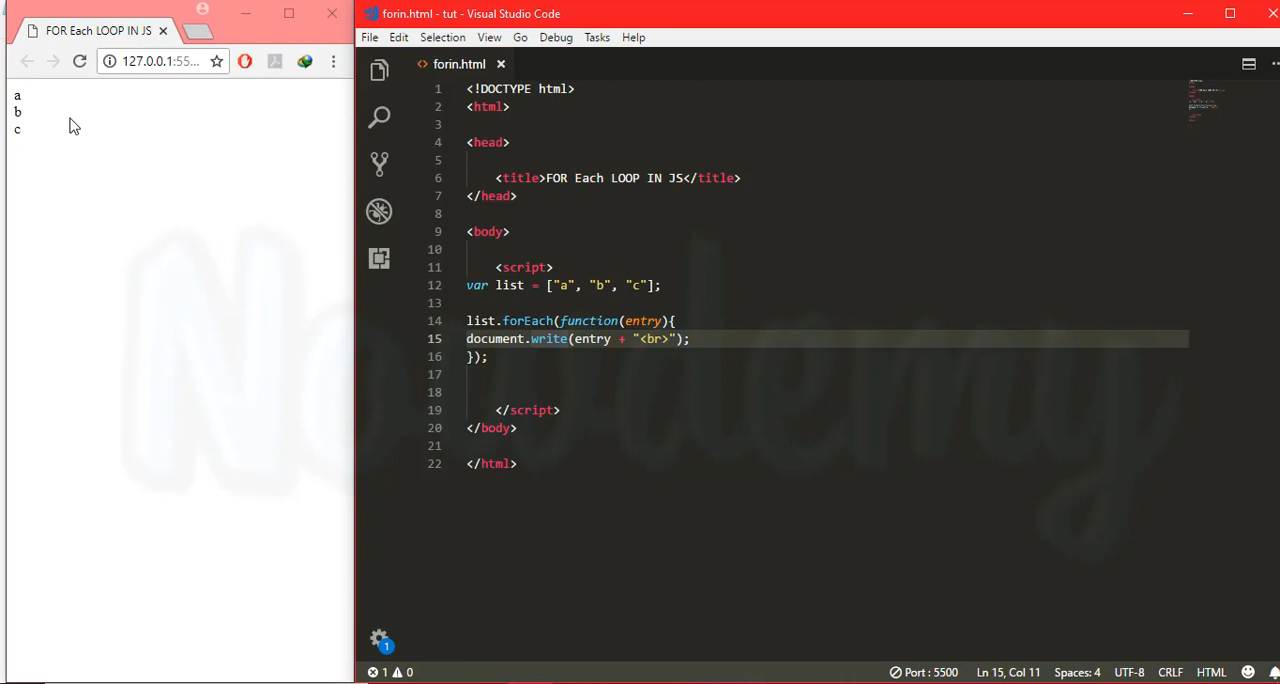 FOR Each LOOP IN JS
127.0.0.1:55...
a
b
c
forin.html - tut - Visual Studio Code
File Edit Selection View Go Debug Tasks Help
forin.html
1 <!DOCTYPE html>
2 <html>
3
4 <head>
5
6 <title>FOR Each LOOP IN JS</title>
7 </head>
8
9 <body>
10
11 <script>
12 var list = ["a", "b", "c"];
13
14 list.forEach(function(entry){
15 document.write(entry + "<br>");
16 });
17
18
19 </script>
20 </body>
21
22 </html>
1
1 0 Port : 5500 Ln 15, Col 11 Spaces: 4 UTF-8 CRLF HTML